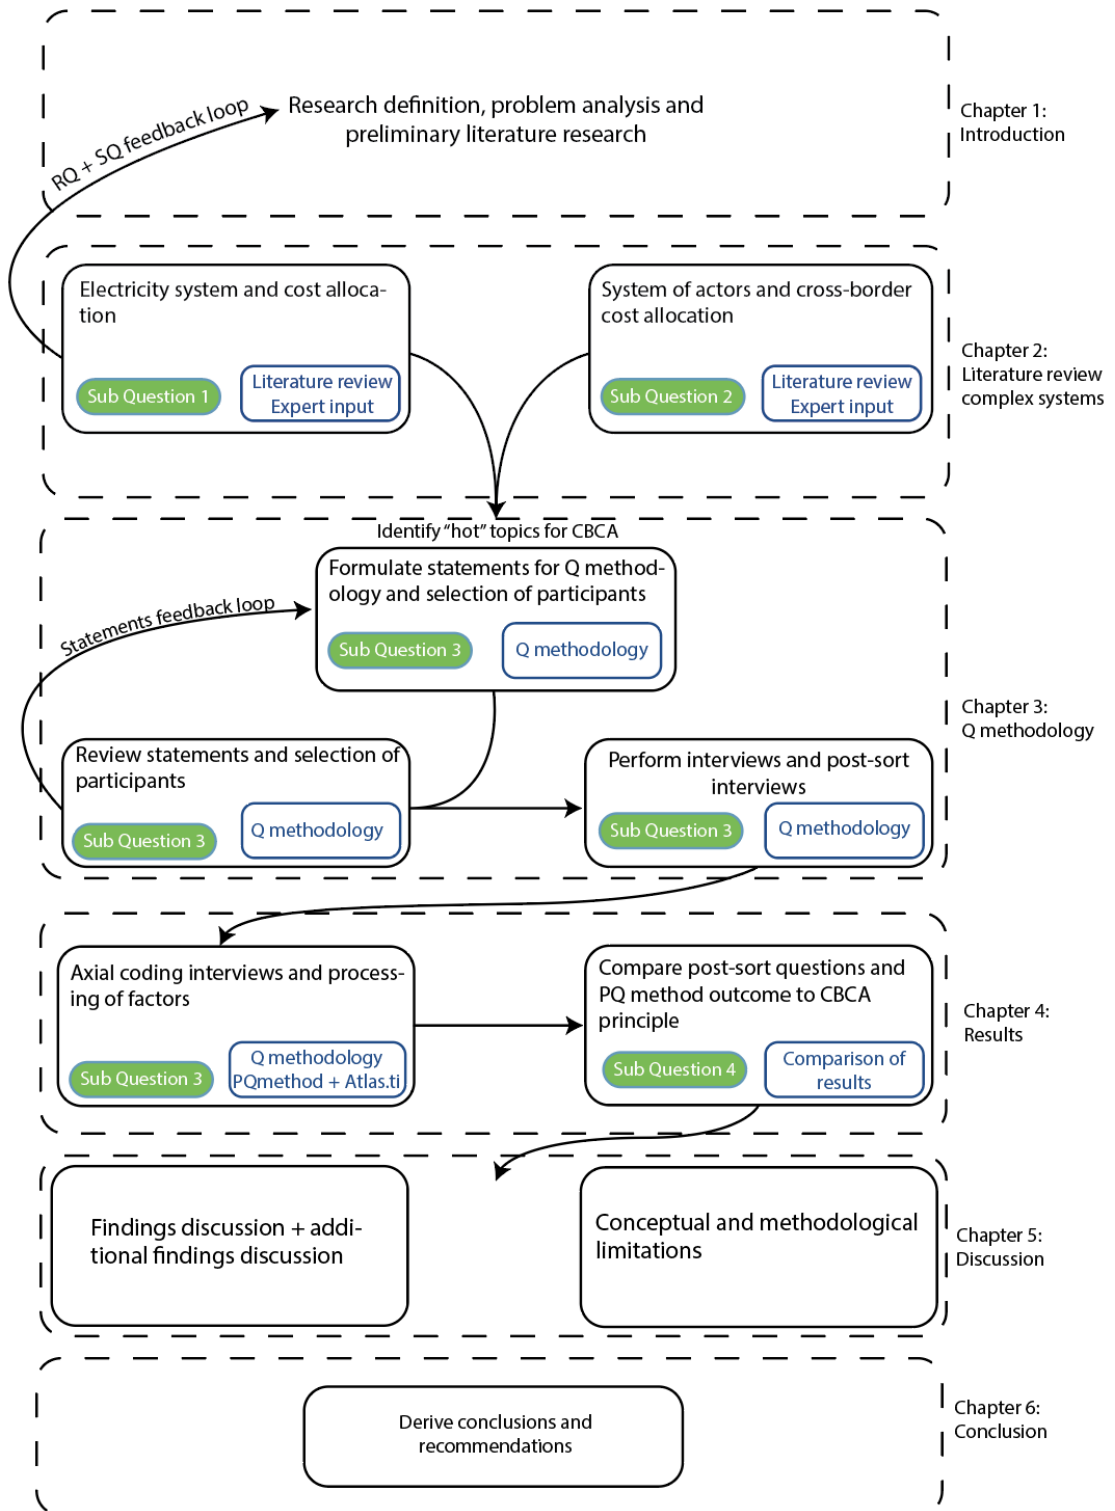 RQ + SQ feedback loop
Research definition, problem analysis and
preliminary literature research
Chapter 1:
Introduction
Electricity system and cost alloca-
tion
Sub Question 1
Literature review
Expert input
System of actors and cross-border
cost allocation
Sub Question 2
Literature review
Expert input
Chapter 2:
Literature review
complex systems
Identify "hot" topics for CBCA
Formulate statements for Q method-
ology and selection of participants
Sub Question 3
Q methodology
Statements feedback loop
Review statements and selection of
participants
Sub Question 3
Q methodology
Perform interviews and post-sort
interviews
Sub Question 3
Q methodology
Chapter 3:
Q methodology
Axial coding interviews and process-
ing of factors
Sub Question 3
Q methodology
PQmethod + Atlas.ti
Compare post-sort questions and
PQ method outcome to CBCA
principle
Sub Question 4
Comparison of
results
Chapter 4:
Results
Findings discussion + addi-
tional findings discussion
Conceptual and methodological
limitations
Chapter 5:
Discussion
Derive conclusions and
recommendations
Chapter 6:
Conclusion